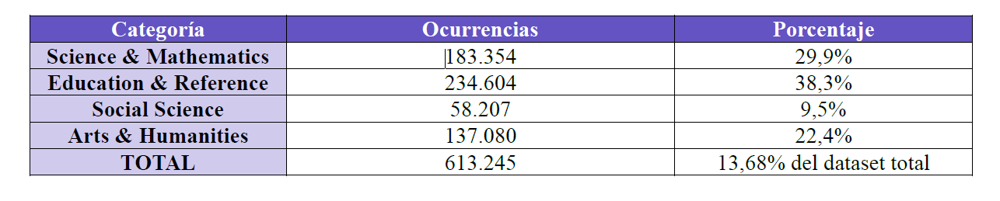 Categoría Ocurrencias Porcentaje
Science & Mathematics 183.354 29,9%
Education & Reference 234.604 38,3%
Social Science 58.207 9,5%
Arts & Humanities 137.080 22,4%
TOTAL 613.245 13,68% del dataset total